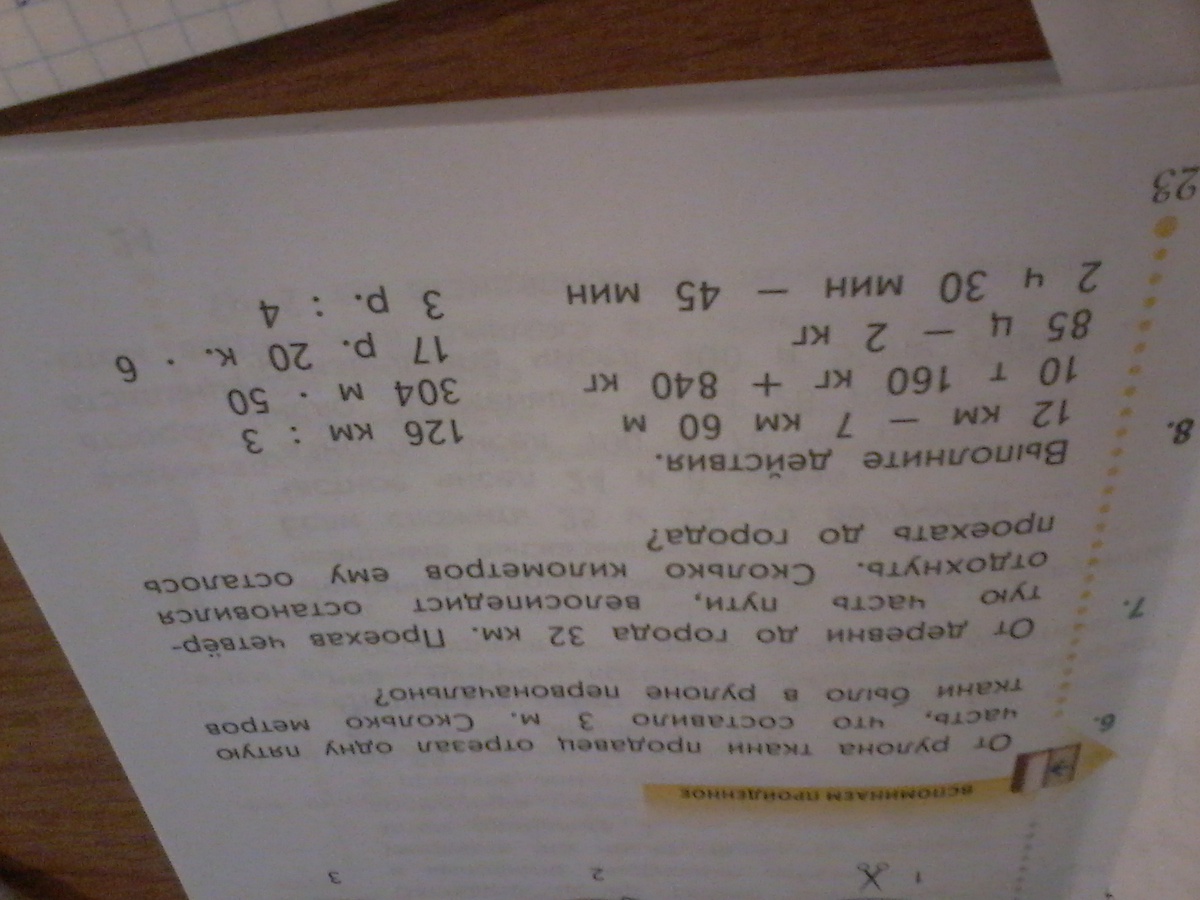 1 2 3
ВСПОМИНАЕМ ПРОЙДЕННОЕ
6. От рулона ткани продавец отрезал одну пятую
часть, что составило 3 м. Сколько метров
ткани было в рулоне первоначально?
7. От деревни до города 32 км. Проехав четвёр-
тую часть пути, велосипедист остановился
отдохнуть. Сколько километров ему осталось
проехать до города?
8. Выполните действия.
12 км − 7 км 60 м 126 км : 3
10 т 160 кг + 840 кг 304 м · 50
85 ц − 2 кг 17 р. 20 к. · 6
2 ч 30 мин − 45 мин 3 р. : 4
23